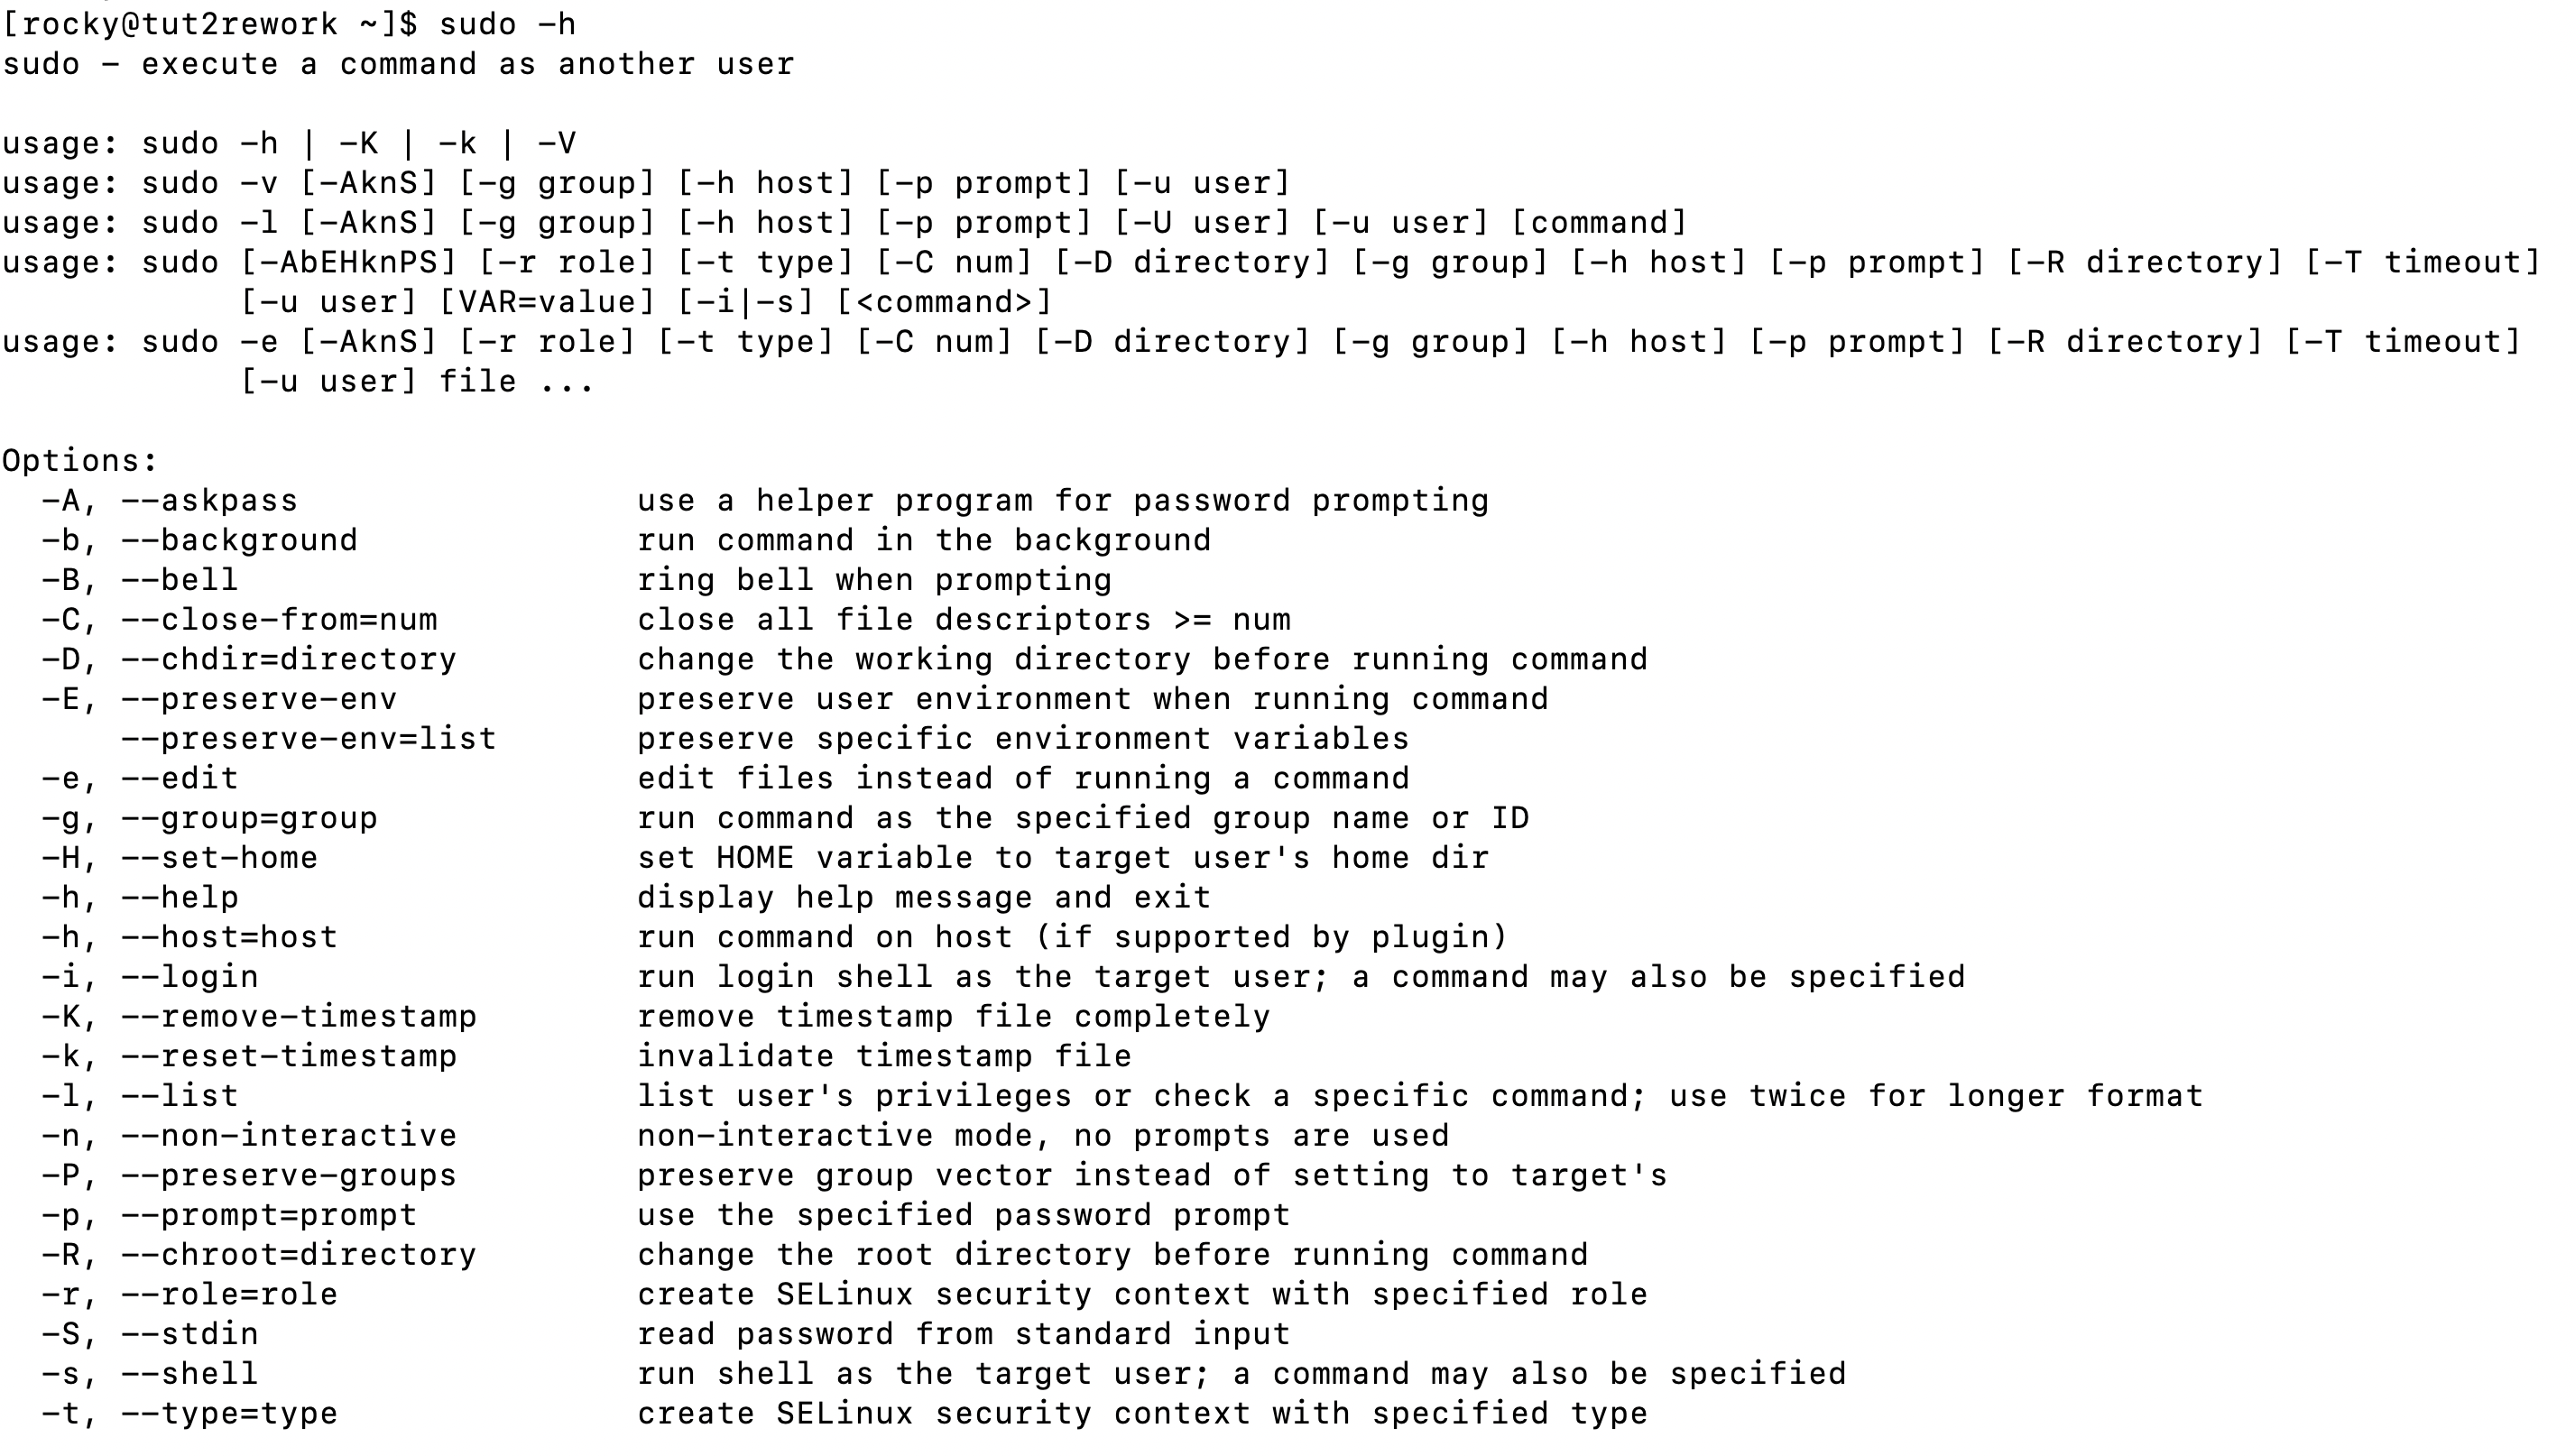 [rocky@tut2rework ~]$ sudo -h
sudo - execute a command as another user

usage: sudo -h | -K | -k | -V
usage: sudo -v [-AknS] [-g group] [-h host] [-p prompt] [-u user]
usage: sudo -l [-AknS] [-g group] [-h host] [-p prompt] [-U user] [-u user] [command]
usage: sudo [-AbEHknPS] [-r role] [-t type] [-C num] [-D directory] [-g group] [-h host] [-p prompt] [-R directory] [-T timeout]
            [-u user] [VAR=value] [-i|-s] [<command>]
usage: sudo -e [-AknS] [-r role] [-t type] [-C num] [-D directory] [-g group] [-h host] [-p prompt] [-R directory] [-T timeout]
            [-u user] file ...

Options:
  -A, --askpass                 use a helper program for password prompting
  -b, --background              run command in the background
  -B, --bell                    ring bell when prompting
  -C, --close-from=num          close all file descriptors >= num
  -D, --chdir=directory         change the working directory before running command
  -E, --preserve-env            preserve user environment when running command
      --preserve-env=list       preserve specific environment variables
  -e, --edit                    edit files instead of running a command
  -g, --group=group             run command as the specified group name or ID
  -H, --set-home                set HOME variable to target user's home dir
  -h, --help                    display help message and exit
  -h, --host=host               run command on host (if supported by plugin)
  -i, --login                   run login shell as the target user; a command may also be specified
  -K, --remove-timestamp        remove timestamp file completely
  -k, --reset-timestamp         invalidate timestamp file
  -l, --list                    list user's privileges or check a specific command; use twice for longer format
  -n, --non-interactive         non-interactive mode, no prompts are used
  -P, --preserve-groups         preserve group vector instead of setting to target's
  -p, --prompt=prompt           use the specified password prompt
  -R, --chroot=directory        change the root directory before running command
  -r, --role=role               create SELinux security context with specified role
  -S, --stdin                   read password from standard input
  -s, --shell                   run shell as the target user; a command may also be specified
  -t, --type=type               create SELinux security context with specified type